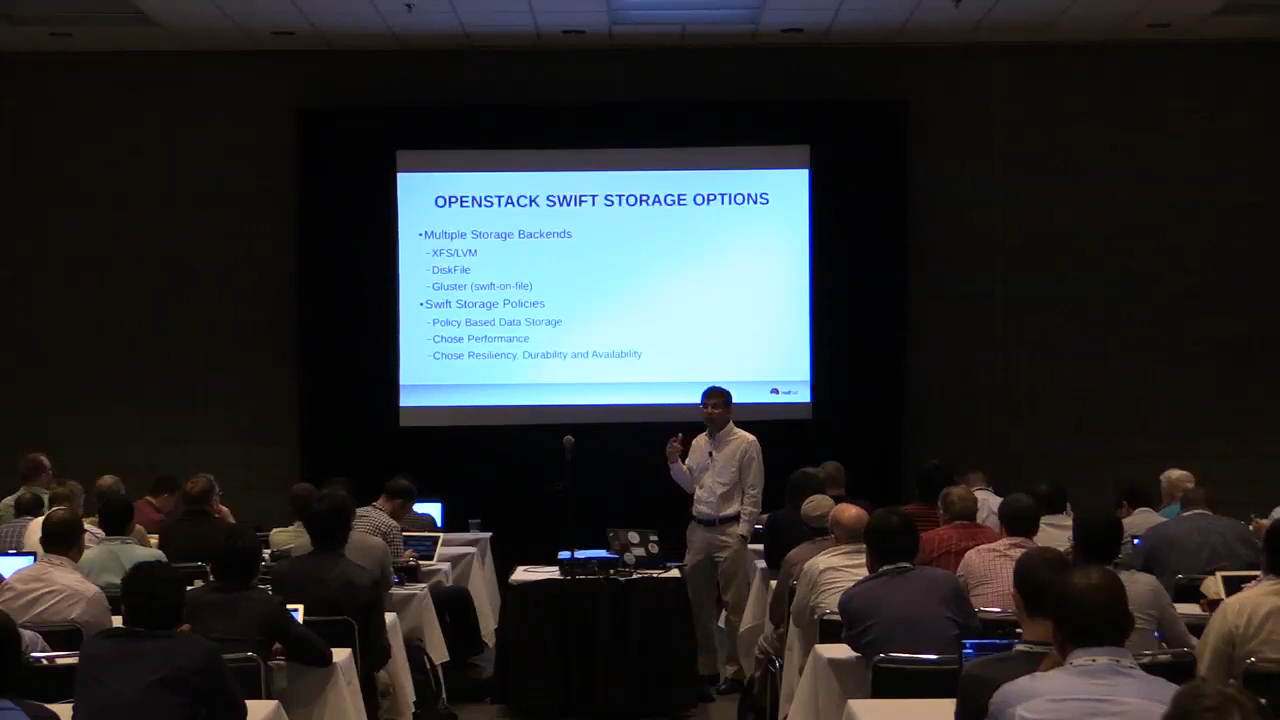 OPENSTACK SWIFT STORAGE OPTIONS
•Multiple Storage Backends
–XFS/LVM
–DiskFile
–Gluster (swift-on-file)
•Swift Storage Policies
–Policy Based Data Storage
–Chose Performance
–Chose Resiliency, Durability and Availability